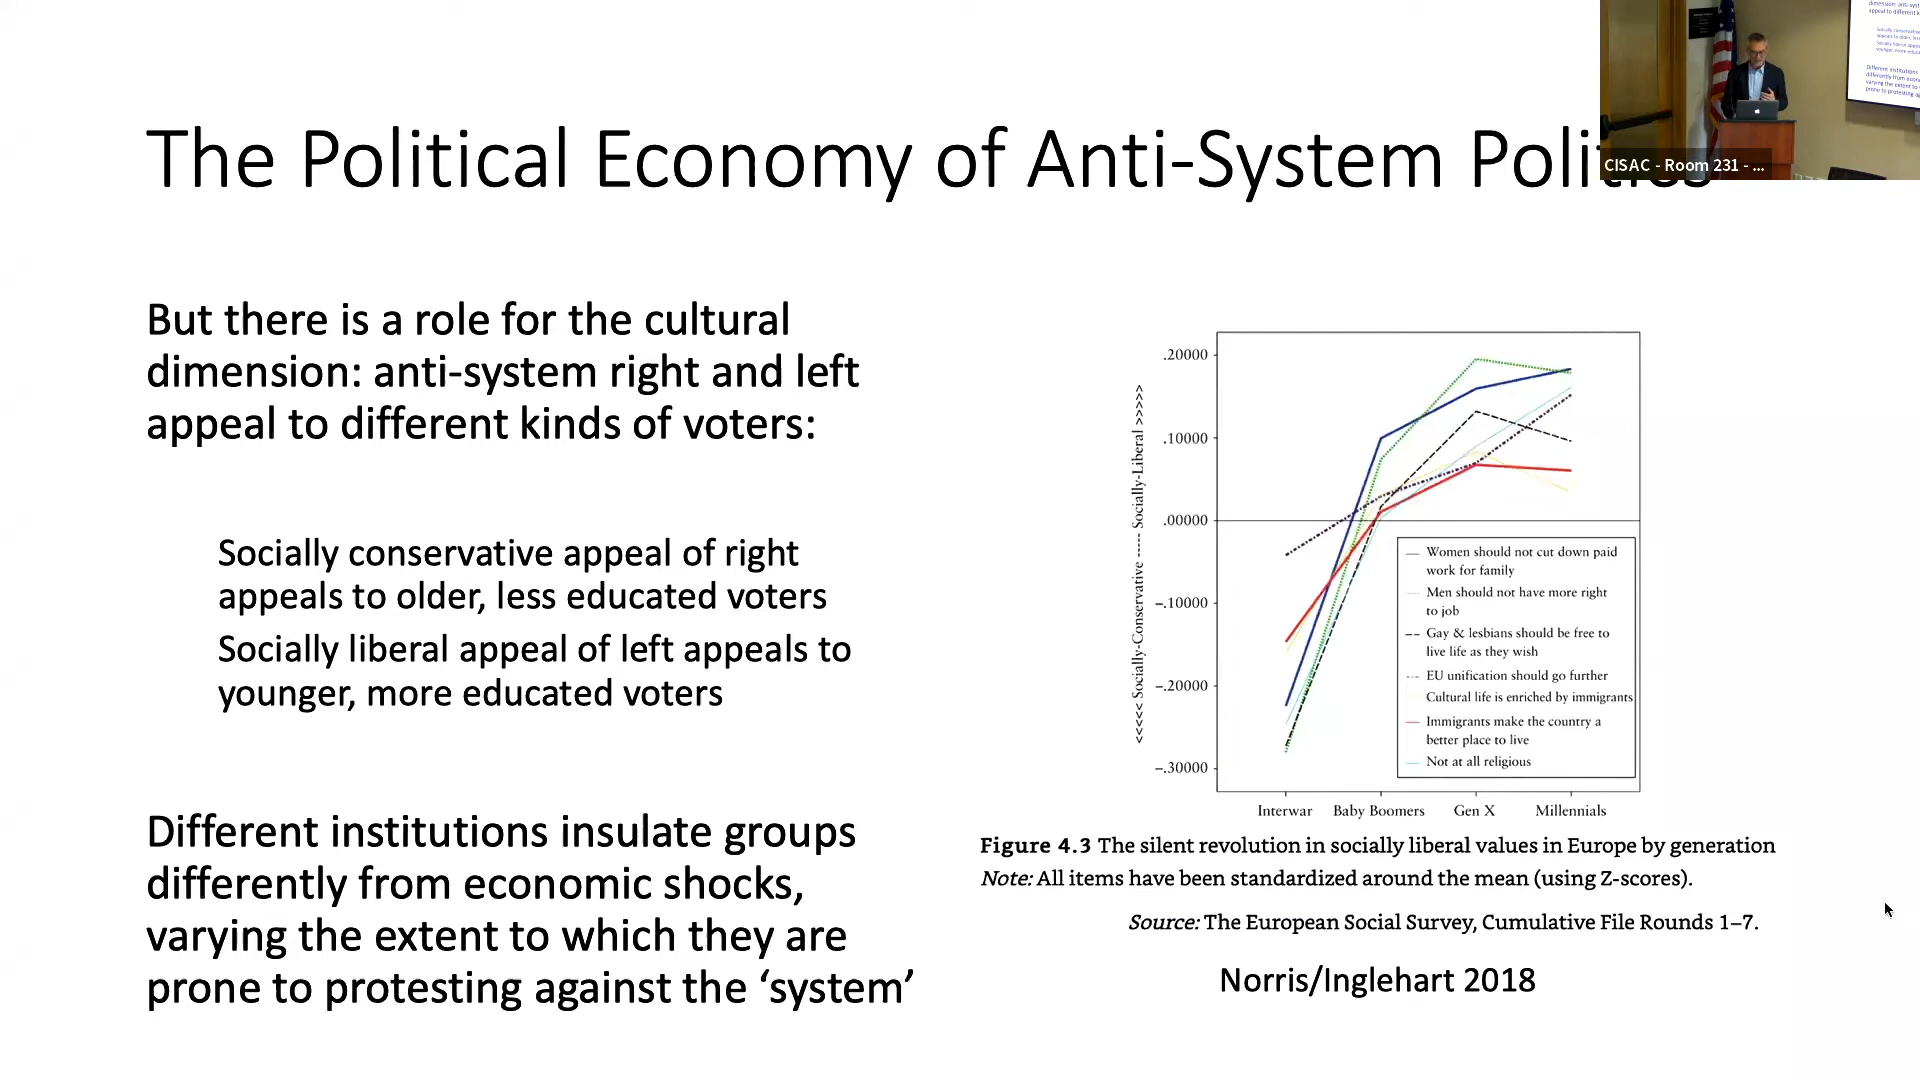 The Political Economy of Anti-System Politics
CISAC - Room 231 - ...
But there is a role for the cultural
dimension: anti-system right and left
appeal to different kinds of voters:
Socially conservative appeal of right
appeals to older, less educated voters
Socially liberal appeal of left appeals to
younger, more educated voters
Different institutions insulate groups
differently from economic shocks,
varying the extent to which they are
prone to protesting against the ‘system’
<<<<< Socially-Conservative ----- Socially-Liberal >>>>>
.20000
.10000
.00000
–.10000
–.20000
–.30000
Women should not cut down paid
work for family
Men should not have more right
to job
Gay & lesbians should be free to
live life as they wish
EU unification should go further
Cultural life is enriched by immigrants
Immigrants make the country a
better place to live
Not at all religious
Interwar Baby Boomers Gen X Millennials
Figure 4.3 The silent revolution in socially liberal values in Europe by generation
Note: All items have been standardized around the mean (using Z-scores).
Source: The European Social Survey, Cumulative File Rounds 1–7.
Norris/Inglehart 2018